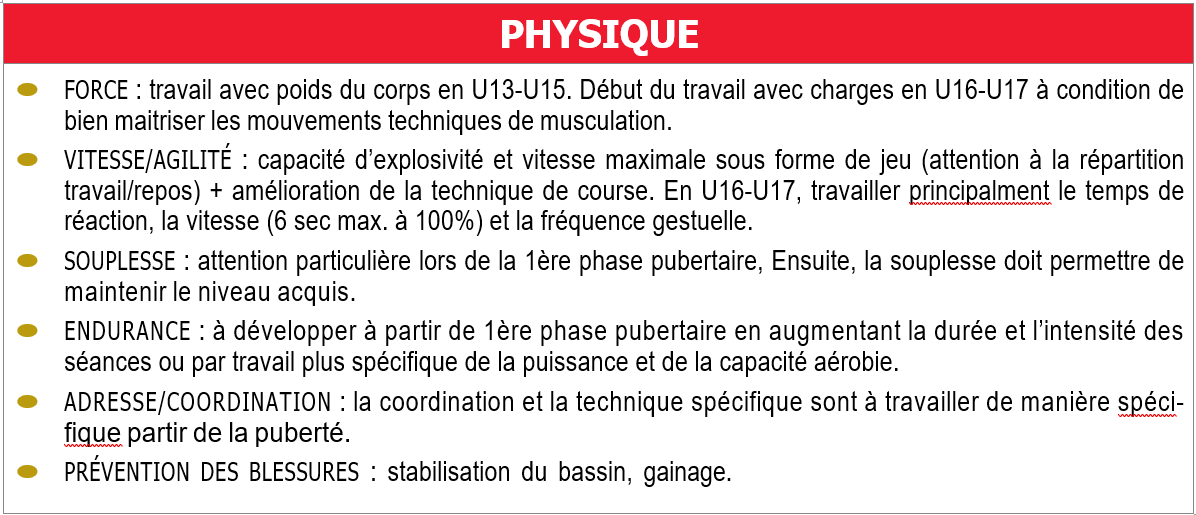 PHYSIQUE
FORCE : travail avec poids du corps en U13-U15. Début du travail avec charges en U16-U17 à condition de
bien maitriser les mouvements techniques de musculation.
VITESSE/AGILITÉ : capacité d’explosivité et vitesse maximale sous forme de jeu (attention à la répartition
travail/repos) + amélioration de la technique de course. En U16-U17, travailler principalment le temps de
réaction, la vitesse (6 sec max. à 100%) et la fréquence gestuelle.
SOUPLESSE : attention particulière lors de la 1ère phase pubertaire, Ensuite, la souplesse doit permettre de
maintenir le niveau acquis.
ENDURANCE : à développer à partir de 1ère phase pubertaire en augmentant la durée et l’intensité des
séances ou par travail plus spécifique de la puissance et de la capacité aérobie.
ADRESSE/COORDINATION : la coordination et la technique spécifique sont à travailler de manière spéci-
fique partir de la puberté.
PRÉVENTION DES BLESSURES : stabilisation du bassin, gainage.